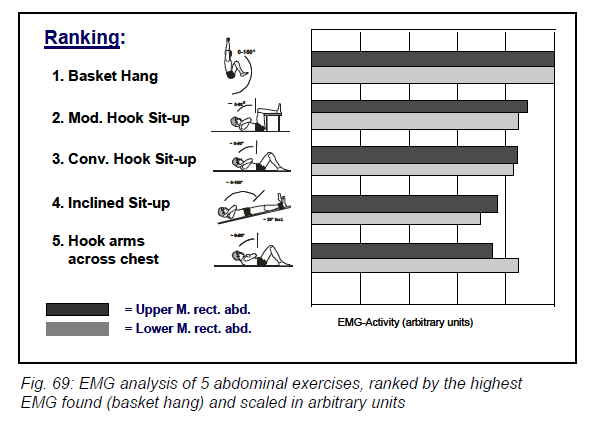 Ranking:
1. Basket Hang
0-160°
2. Mod. Hook Sit-up
3. Conv. Hook Sit-up
4. Inclined Sit-up
5. Hook arms
across chest
= Upper M. rect. abd.
= Lower M. rect. abd.
EMG-Activity (arbitrary units)
Fig. 69: EMG analysis of 5 abdominal exercises, ranked by the highest
EMG found (basket hang) and scaled in arbitrary units